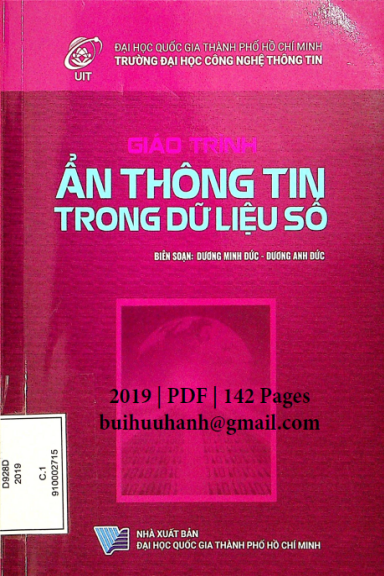 ĐẠI HỌC QUỐC GIA THÀNH PHỐ HỒ CHÍ MINH
TRƯỜNG ĐẠI HỌC CÔNG NGHỆ THÔNG TIN
UIT
GIÁO TRÌNH
ẨN THÔNG TIN
TRONG DỮ LIỆU SỐ
BIÊN SOẠN: DƯƠNG MINH ĐỨC - DƯƠNG ANH ĐỨC
2019 | PDF | 142 Pages
buihuuhanh@gmail.com
D928D
2019
C.1
910002715
NHÀ XUẤT BẢN
ĐẠI HỌC QUỐC GIA THÀNH PHỐ HỒ CHÍ MINH